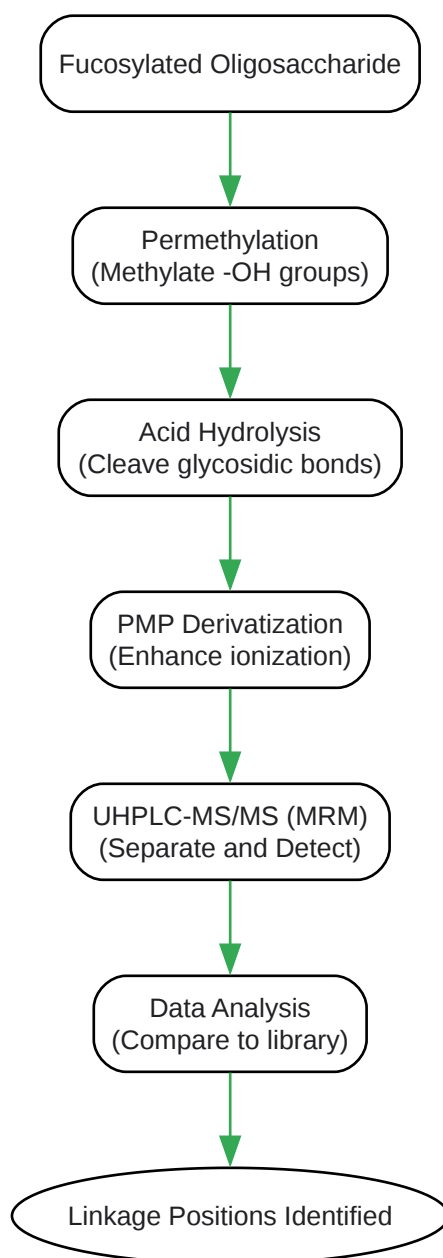 Fucosylated Oligosaccharide
Permethylation
(Methylate -OH groups)
Acid Hydrolysis
(Cleave glycosidic bonds)
PMP Derivatization
(Enhance ionization)
UHPLC-MS/MS (MRM)
(Separate and Detect)
Data Analysis
(Compare to library)
Linkage Positions Identified